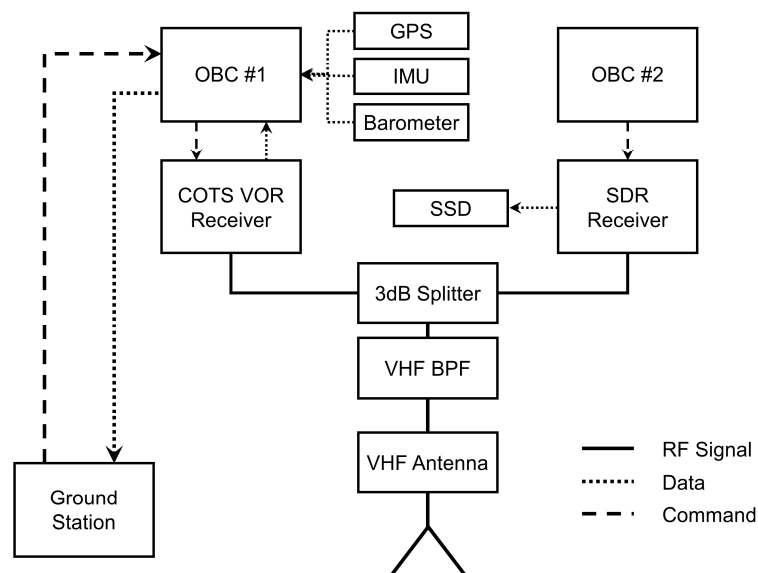 GPS
OBC #1
IMU
OBC #2
Barometer
COTS VOR
Receiver
SSD
SDR
Receiver
3dB Splitter
VHF BPF
VHF Antenna
Ground
Station
RF Signal
Data
Command